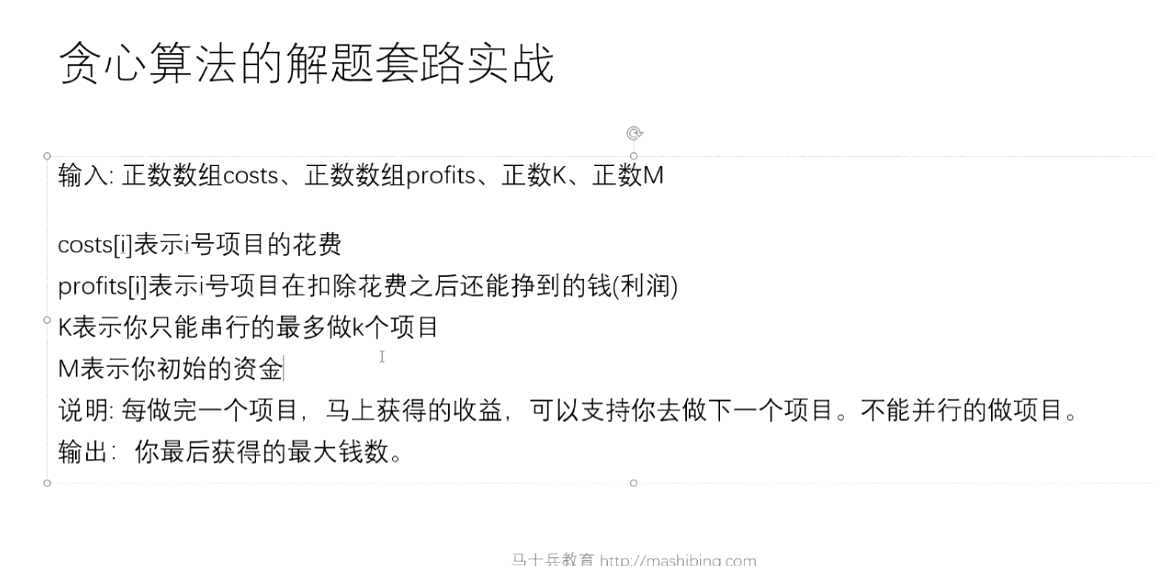 贪心算法的解题套路实战
输入: 正数数组costs、正数数组profits、正数K、正数M
costs[i]表示i号项目的花费
profits[i]表示i号项目在扣除花费之后还能挣到的钱(利润)
K表示你只能串行的最多做k个项目
M表示你初始的资金
说明: 每做完一个项目，马上获得的收益，可以支持你去做下一个项目。不能并行的做项目。
输出：你最后获得的最大钱数。
马士兵教育 http://mashibing.com